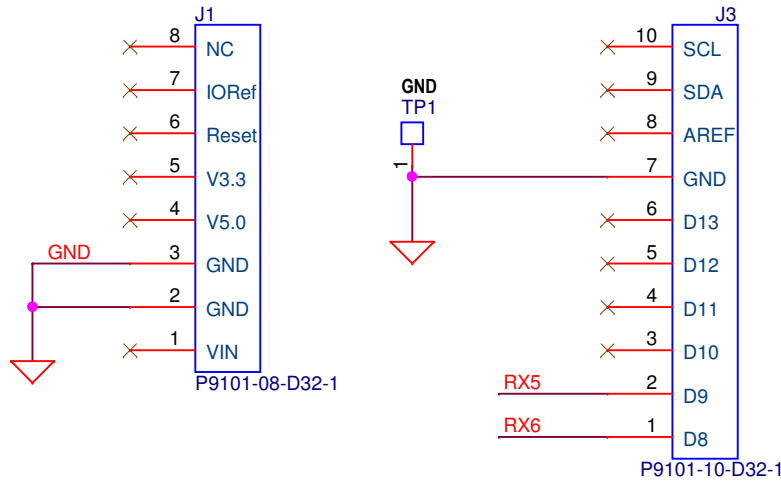 J1
8 NC
7 IORef
6 Reset
5 V3.3
4 V5.0
GND 3 GND
2 GND
1 VIN
P9101-08-D32-1
GND
TP1
1
J3
10 SCL
9 SDA
8 AREF
7 GND
6 D13
5 D12
4 D11
3 D10
RX5 2 D9
RX6 1 D8
P9101-10-D32-1